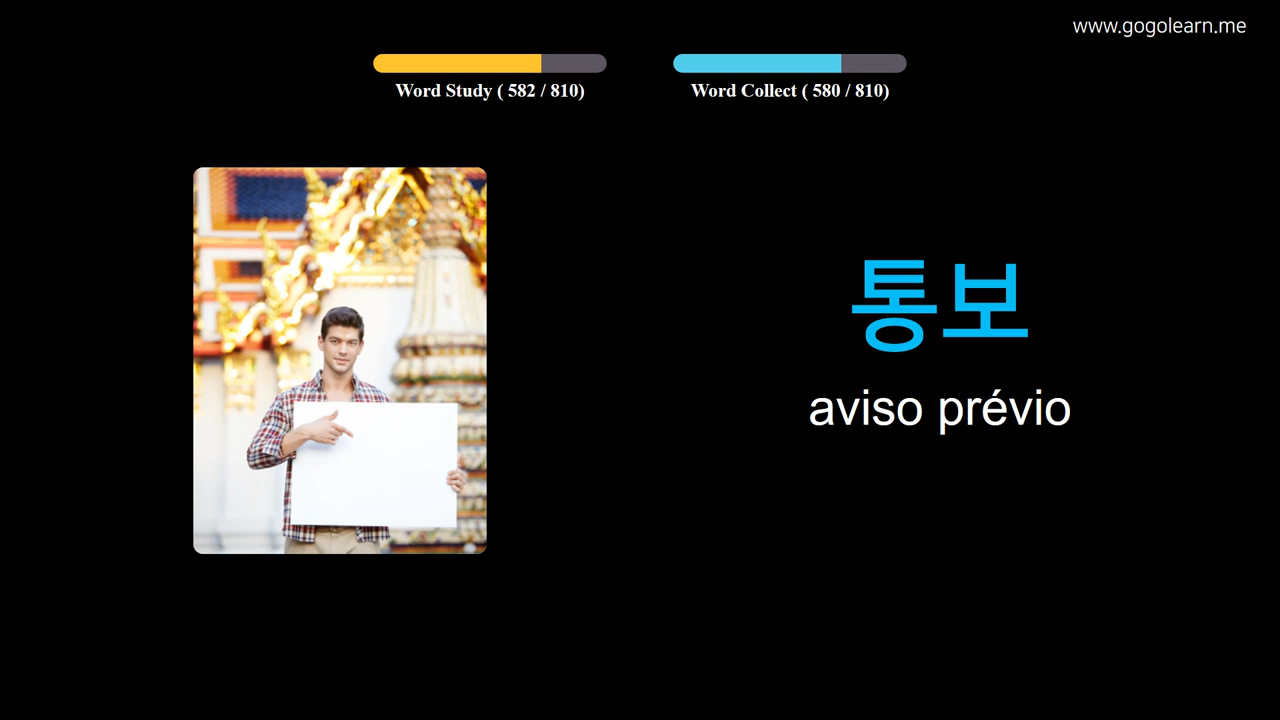 www.gogolearn.me
Word Study ( 582 / 810)
Word Collect ( 580 / 810)
통보
aviso prévio